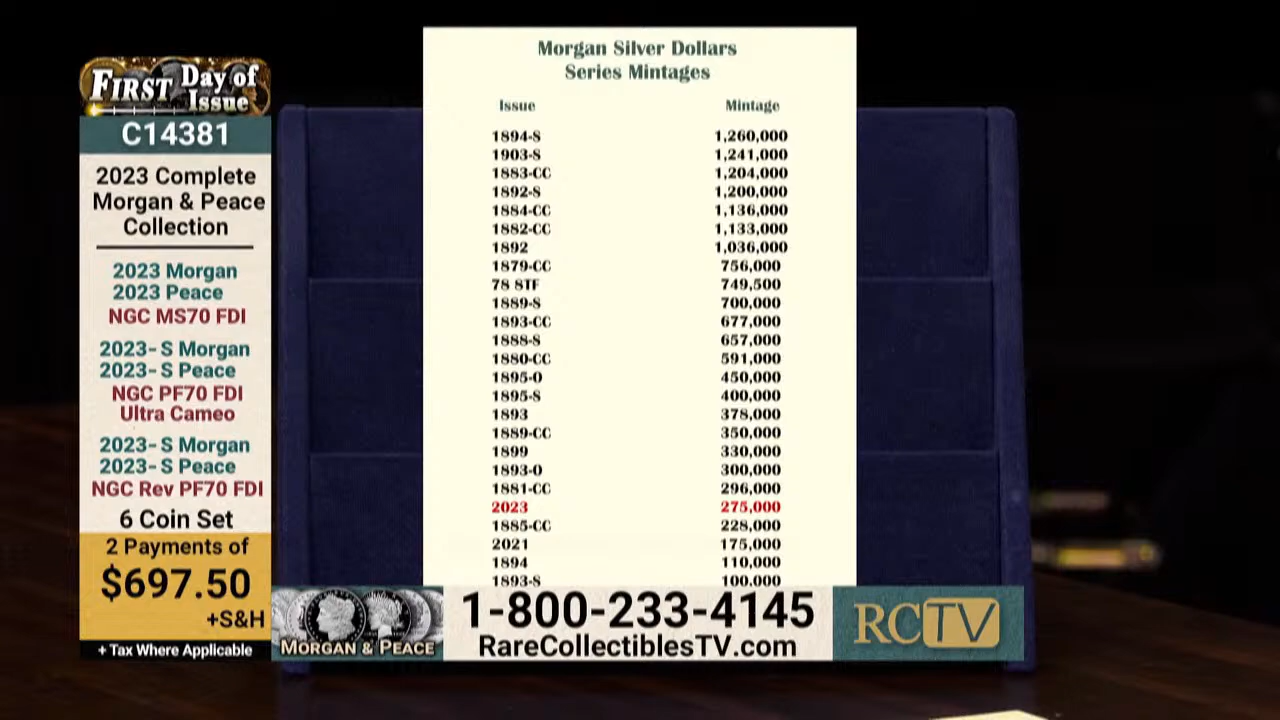 FIRST Day of
Issue
C14381
2023 Complete
Morgan & Peace
Collection
2023 Morgan
2023 Peace
NGC MS70 FDI
2023-S Morgan
2023-S Peace
NGC PF70 FDI
Ultra Cameo
2023-S Morgan
2023-S Peace
NGC Rev PF70 FDI
6 Coin Set
2 Payments of
$697.50
+S&H
+ Tax Where Applicable
Morgan Silver Dollars
Series Mintages
Issue Mintage
1894-S 1,260,000
1903-S 1,241,000
1883-CC 1,204,000
1892-S 1,200,000
1884-CC 1,136,000
1882-CC 1,133,000
1892 1,036,000
1879-CC 756,000
78 8TF 749,500
1889-S 700,000
1893-CC 677,000
1888-S 657,000
1880-CC 591,000
1895-O 450,000
1895-S 400,000
1893 378,000
1889-CC 350,000
1899 330,000
1893-O 300,000
1881-CC 296,000
2023 275,000
1885-CC 228,000
2021 175,000
1894 110,000
1893-S 100,000
MORGAN & PEACE
1-800-233-4145
RareCollectiblesTV.com
RCTV